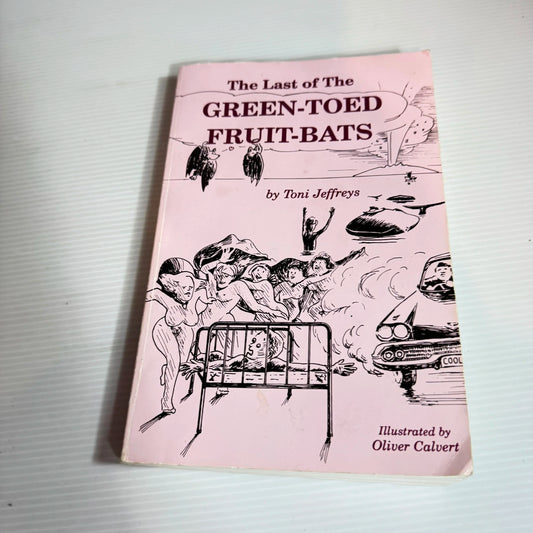 The Last of The
GREEN-TOED
FRUIT-BATS
by Toni Jeffreys
COOL
Illustrated by
Oliver Calvert